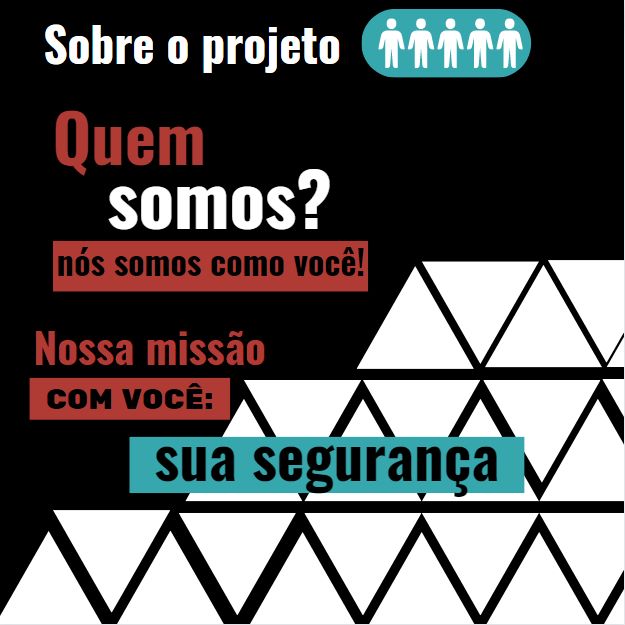 Sobre o projeto
Quem
somos?
nós somos como você!
Nossa missão
COM VOCÊ:
sua segurança